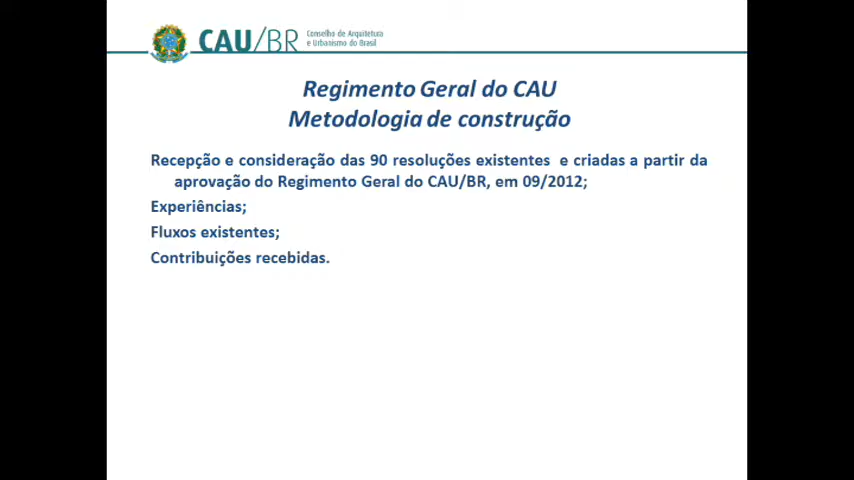 CAU/BR Conselho de Arquitetura
e Urbanismo do Brasil
Regimento Geral do CAU
Metodologia de construção
Recepção e consideração das 90 resoluções existentes e criadas a partir da
aprovação do Regimento Geral do CAU/BR, em 09/2012;
Experiências;
Fluxos existentes;
Contribuições recebidas.